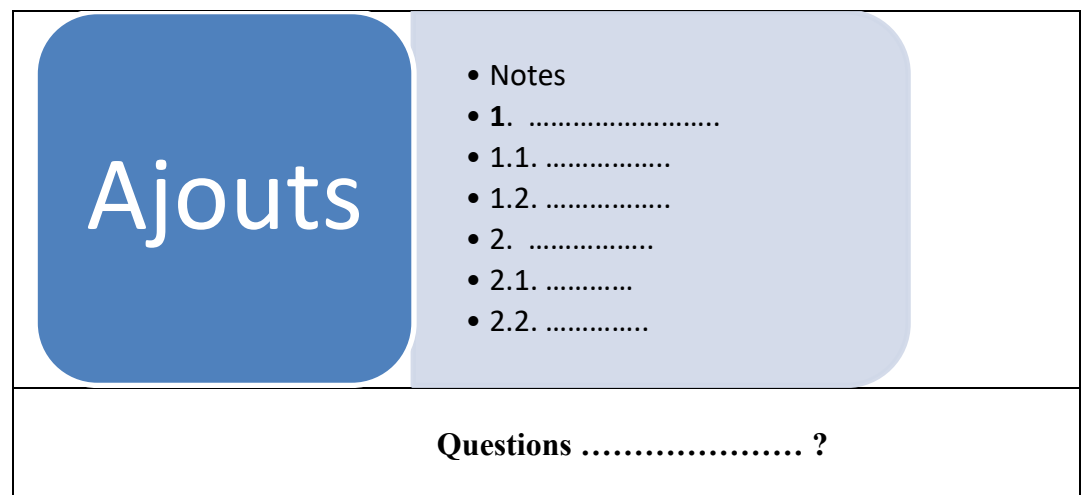 Ajouts
• Notes
• 1. ……………………..
• 1.1. ……………..
• 1.2. ……………..
• 2. ……………..
• 2.1. …………
• 2.2. …………..
Questions ………………… ?